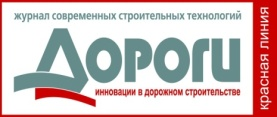 журнал современных строительных технологий
Дороги
инновации в дорожном строительстве
красная линия